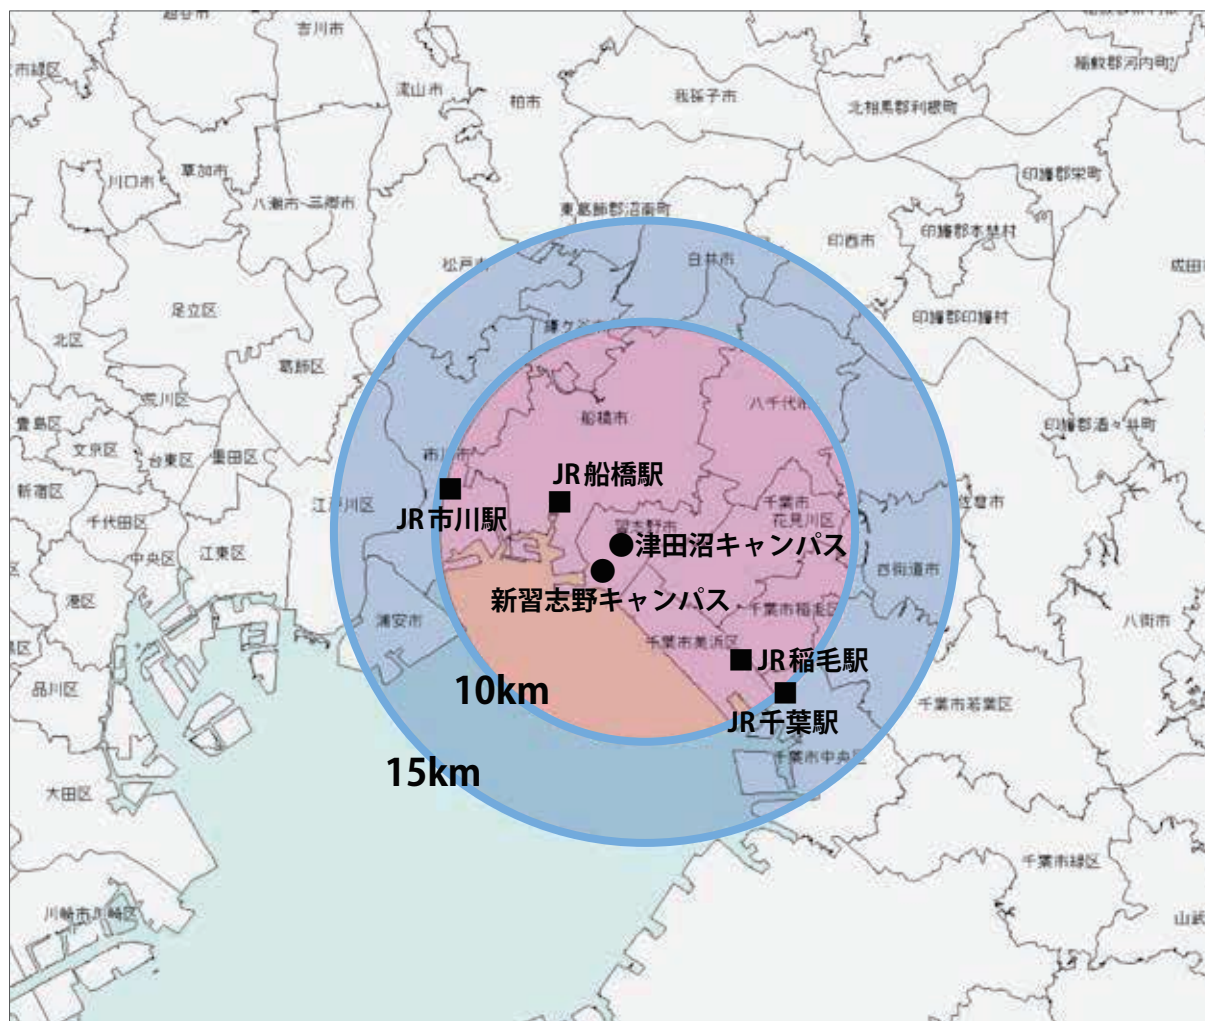 越谷市
吉川市
稲敷郡河内町
流山市
柏市
我孫子市
北相馬郡利根町
川口市
草加市
印旛郡栄町
八潮市
三郷市
東葛飾郡沼南町
印西市
印旛郡本埜村
松戸市
白井市
足立区
印旛郡印旛村
北区
葛飾区
鎌ケ谷市
荒川区
船橋市
八千代市
豊島区
文京区
台東区
墨田区
印旛郡酒々井町
市川市
新宿区
JR船橋駅
江戸川区
千葉市
花見川区
佐倉市
JR市川駅
千代田区
習志野市
中央区
江東区
津田沼キャンパス
四街道市
港区
新習志野キャンパス
千葉市稲毛区
浦安市
八街市
千葉市美浜区
JR稲毛駅
品川区
10km
千葉市若葉区
JR千葉駅
千葉市中央区
15km
大田区
千葉市緑区
川崎市川崎区